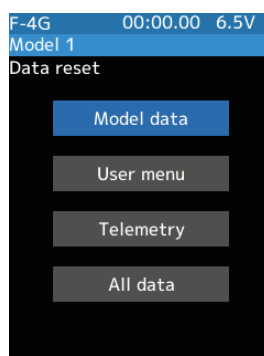 F-4G 00:00.00 6.5V
Model 1
Data reset
Model data
User menu
Telemetry
All data